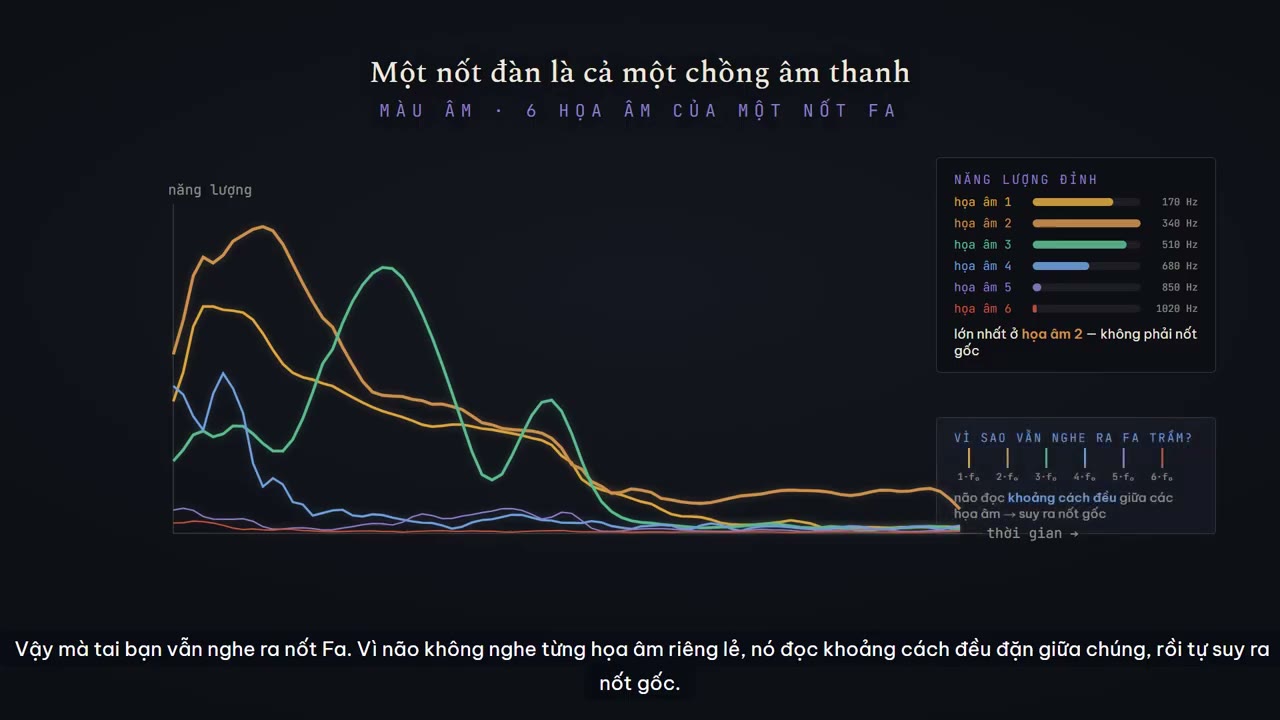 Một nốt đàn là cả một chồng âm thanh
MÀU ÂM · 6 HỌA ÂM CỦA MỘT NỐT FA
năng lượng
NĂNG LƯỢNG ĐỈNH
họa âm 1 170 Hz
họa âm 2 340 Hz
họa âm 3 510 Hz
họa âm 4 680 Hz
họa âm 5 850 Hz
họa âm 6 1020 Hz
lớn nhất ở họa âm 2 — không phải nốt
gốc
VÌ SAO VẪN NGHE RA FA TRẦM?
1·f₀ 2·f₀ 3·f₀ 4·f₀ 5·f₀ 6·f₀
não đọc khoảng cách đều giữa các
họa âm → suy ra nốt gốc
thời gian →
Vậy mà tai bạn vẫn nghe ra nốt Fa. Vì não không nghe từng họa âm riêng lẻ, nó đọc khoảng cách đều đặn giữa chúng, rồi tự suy ra
nốt gốc.